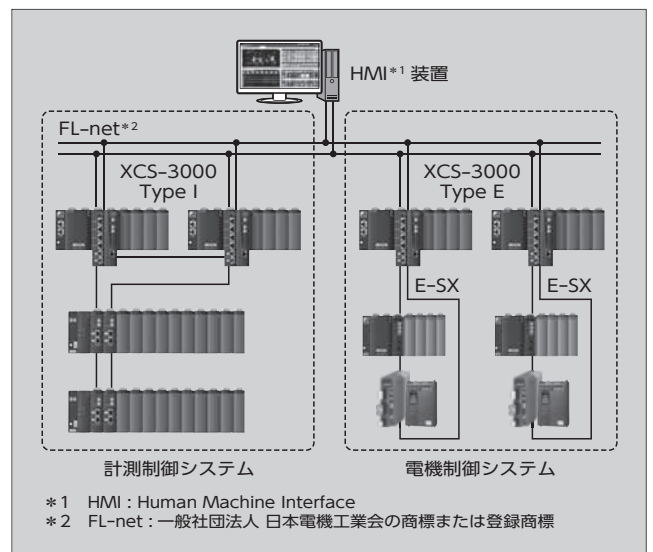 HMI*1 装置
FL-net*2
XCS-3000
Type I
XCS-3000
Type E
E-SX
E-SX
計測制御システム
電機制御システム
*1 HMI : Human Machine Interface
*2 FL-net : 一般社団法人 日本電機工業会の商標または登録商標